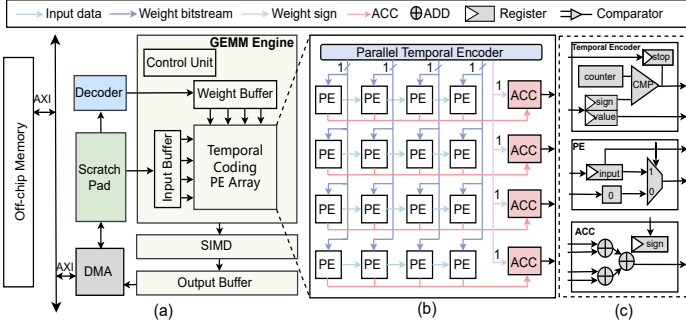 Input data Weight bitstream Weight sign ACC ADD Register Comparator
GEMM Engine
Control Unit
AXI
Off-chip Memory
Decoder
Weight Buffer
Scratch Pad
Input Buffer
Temporal Coding PE Array
SIMD
AXI
DMA
Output Buffer
(a)
Parallel Temporal Encoder
1 1 1 1
PE PE PE PE 1 ACC
PE PE PE PE 1 ACC
PE PE PE PE 1 ACC
PE PE PE PE 1 ACC
(b)
Temporal Encoder
stop
counter
CMP
sign
value
PE
input
1
0
0
ACC
sign
(c)